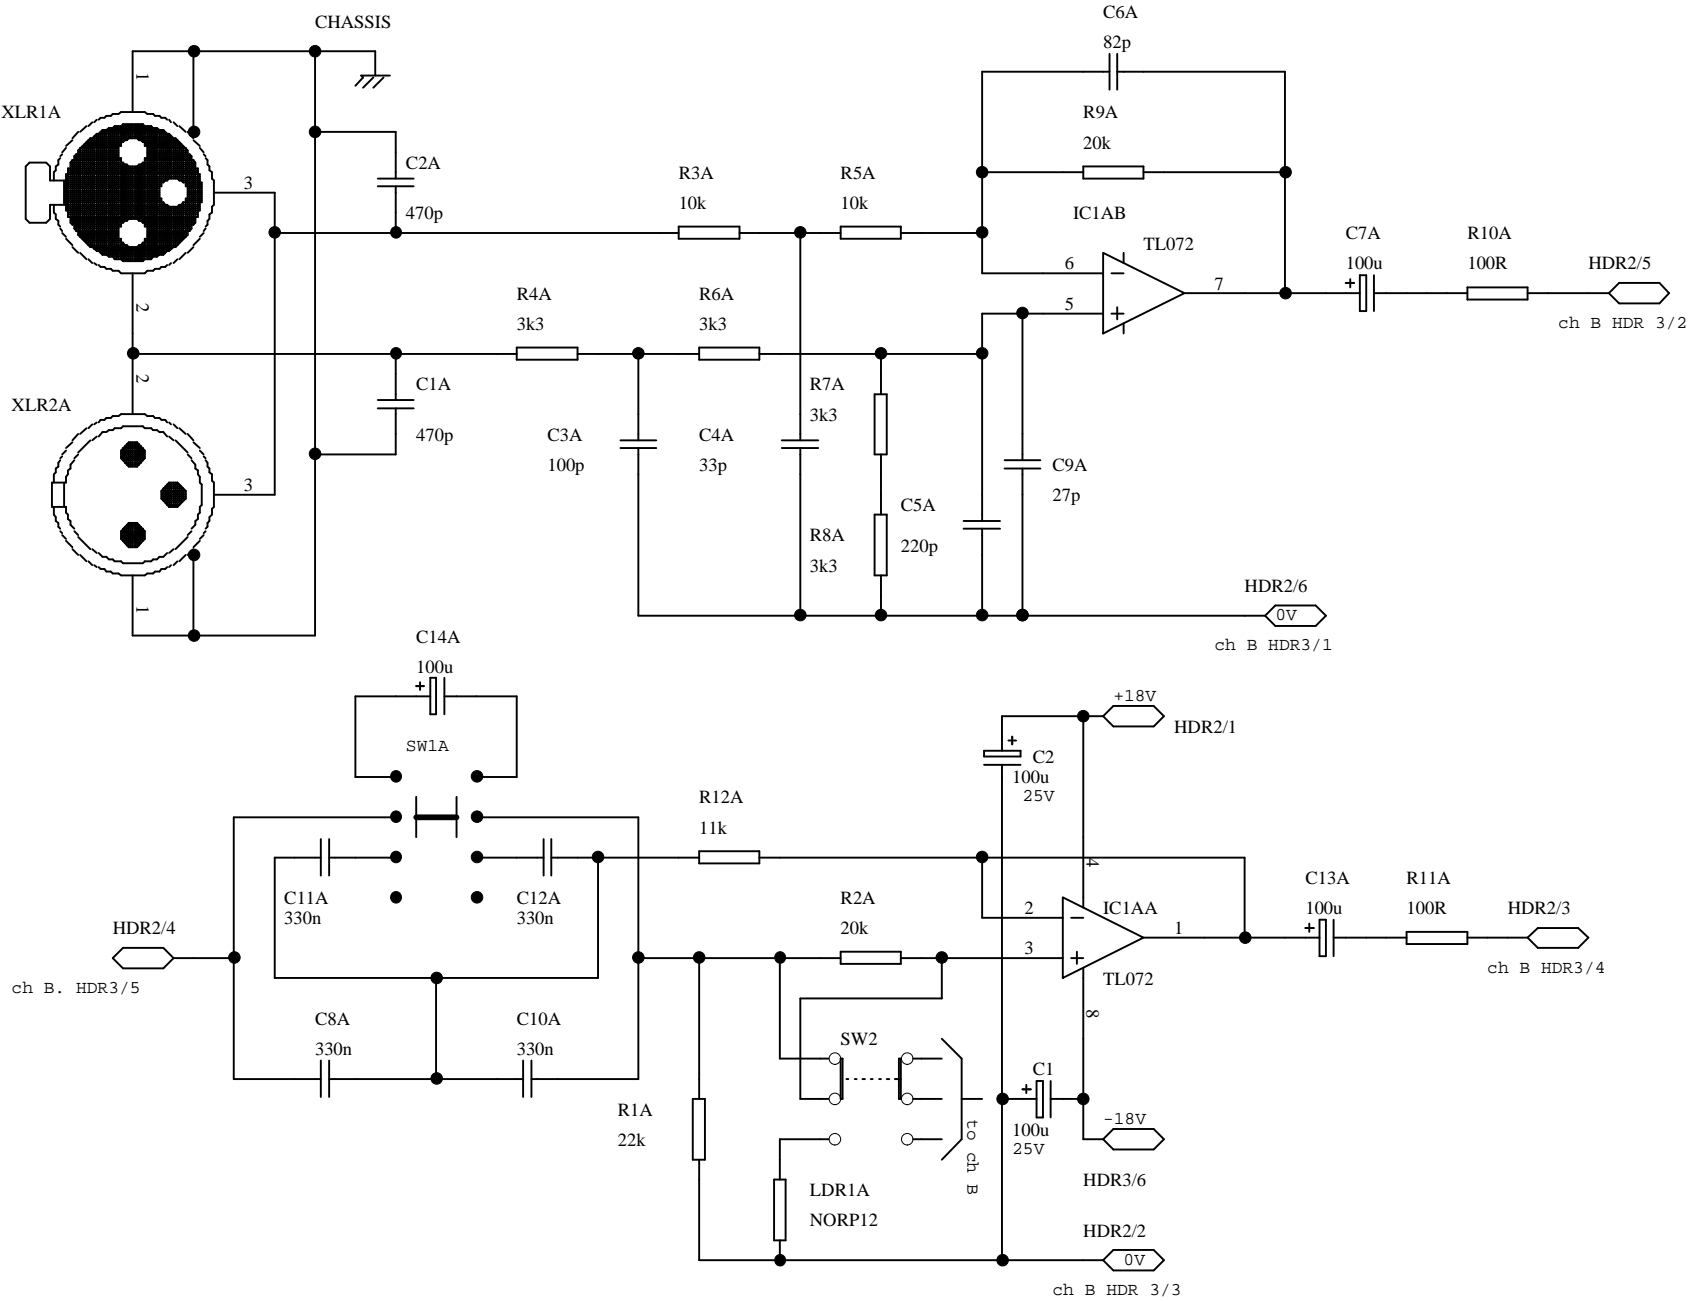 CHASSIS
C6A
82p
1
XLR1A
R9A
20k
C2A
470p
3
R3A
10k
R5A
10k
IC1AB
TL072
C7A
+
100u
R10A
100R
HDR2/5
6
−
7
5
+
ch B HDR 3/2
2
R4A
3k3
R6A
3k3
2
C1A
470p
R7A
3k3
XLR2A
C3A
100p
C4A
33p
C9A
27p
3
C5A
220p
R8A
3k3
HDR2/6
0V
ch B HDR3/1
1
C14A
100u
+
SW1A
+18V
HDR2/1
+
C2
100u
25V
R12A
11k
4
C11A
330n
C12A
330n
R2A
20k
2
−
IC1AA
C13A
100u
+
R11A
100R
HDR2/3
HDR2/4
1
3
+
TL072
ch B HDR3/4
ch B. HDR3/5
8
C8A
330n
C10A
330n
SW2
C1
+
100u
25V
R1A
22k
-18V
to ch B
HDR3/6
LDR1A
NORP12
HDR2/2
0V
ch B HDR 3/3